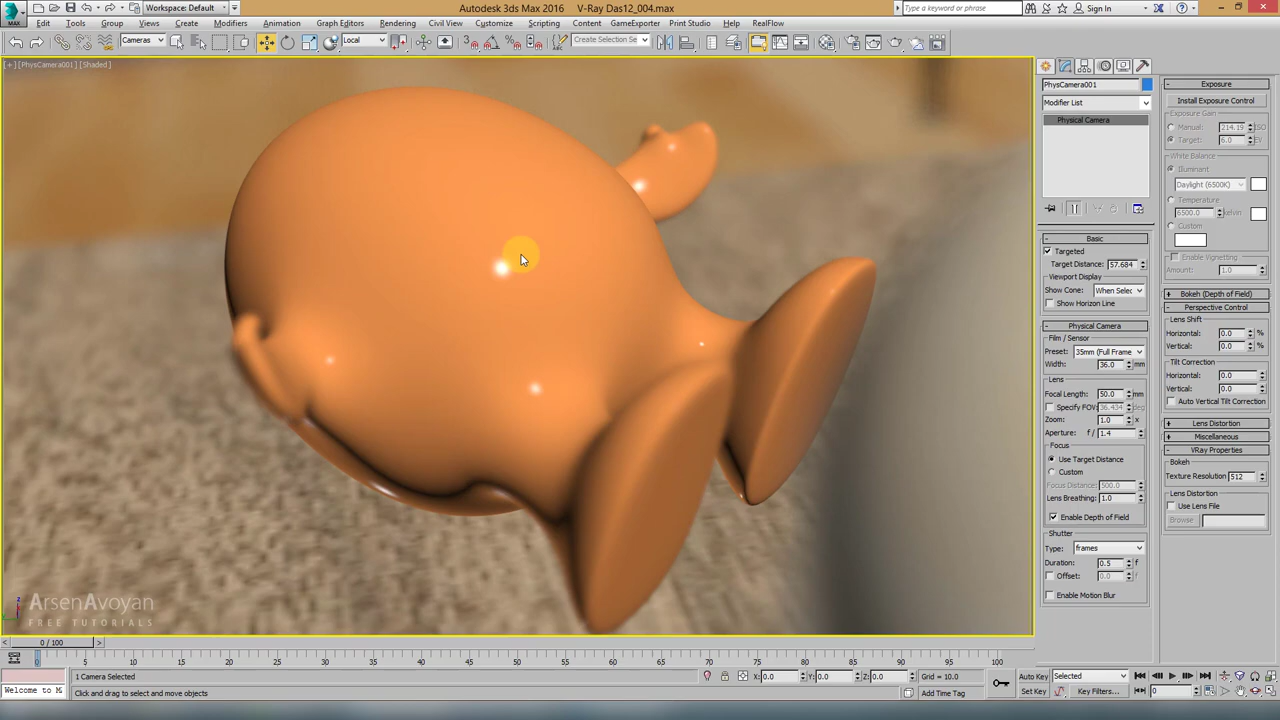 Workspace: Default
Autodesk 3ds Max 2016
V-Ray Das12_004.max
Type a keyword or phrase
Sign In
MAX
Edit Tools Group Views Create Modifiers Animation Graph Editors Rendering Civil View Customize Scripting Content GameExporter Print Studio Help RealFlow
Cameras
Local
Create Selection Se
[+] [PhysCamera001] [Shaded]
PhysCamera001
Modifier List
Physical Camera
Basic
Targeted
Target Distance: 57.684
Viewport Display
Show Cone: When Selec
Show Horizon Line
Physical Camera
Film / Sensor
Preset: 35mm (Full Frame
Width: 36.0 mm
Lens
Focal Length: 50.0 mm
Specify FOV: 36.434 deg
Zoom: 1.0 x
Aperture: f / 1.4
Focus
Use Target Distance
Custom
Focus Distance: 500.0
Lens Breathing: 1.0
Enable Depth of Field
Shutter
Type: frames
Duration: 0.5 f
Offset: 0.0 f
Enable Motion Blur
Exposure
Install Exposure Control
Exposure Gain
Manual: 214.19 ISO
Target: 6.0 EV
White Balance
Illuminant
Daylight (6500K)
Temperature
6500.0 kelvin
Custom
Enable Vignetting
Amount: 1.0
Bokeh (Depth of Field)
Perspective Control
Lens Shift
Horizontal: 0.0 %
Vertical: 0.0 %
Tilt Correction
Horizontal: 0.0
Vertical: 0.0
Auto Vertical Tilt Correction
Lens Distortion
Miscellaneous
VRay Properties
Bokeh
Texture Resolution 512
Lens Distortion
Use Lens File
Browse
ArsenAvoyan
FREE TUTORIALS
0 / 100
0 5 10 15 20 25 30 35 40 45 50 55 60 65 70 75 80 85 90 95 100
1 Camera Selected
X: 0.0 Y: 0.0 Z: 0.0 Grid = 10.0
Auto Key Selected
Welcome to M
Click and drag to select and move objects
Add Time Tag
Set Key Key Filters... 0